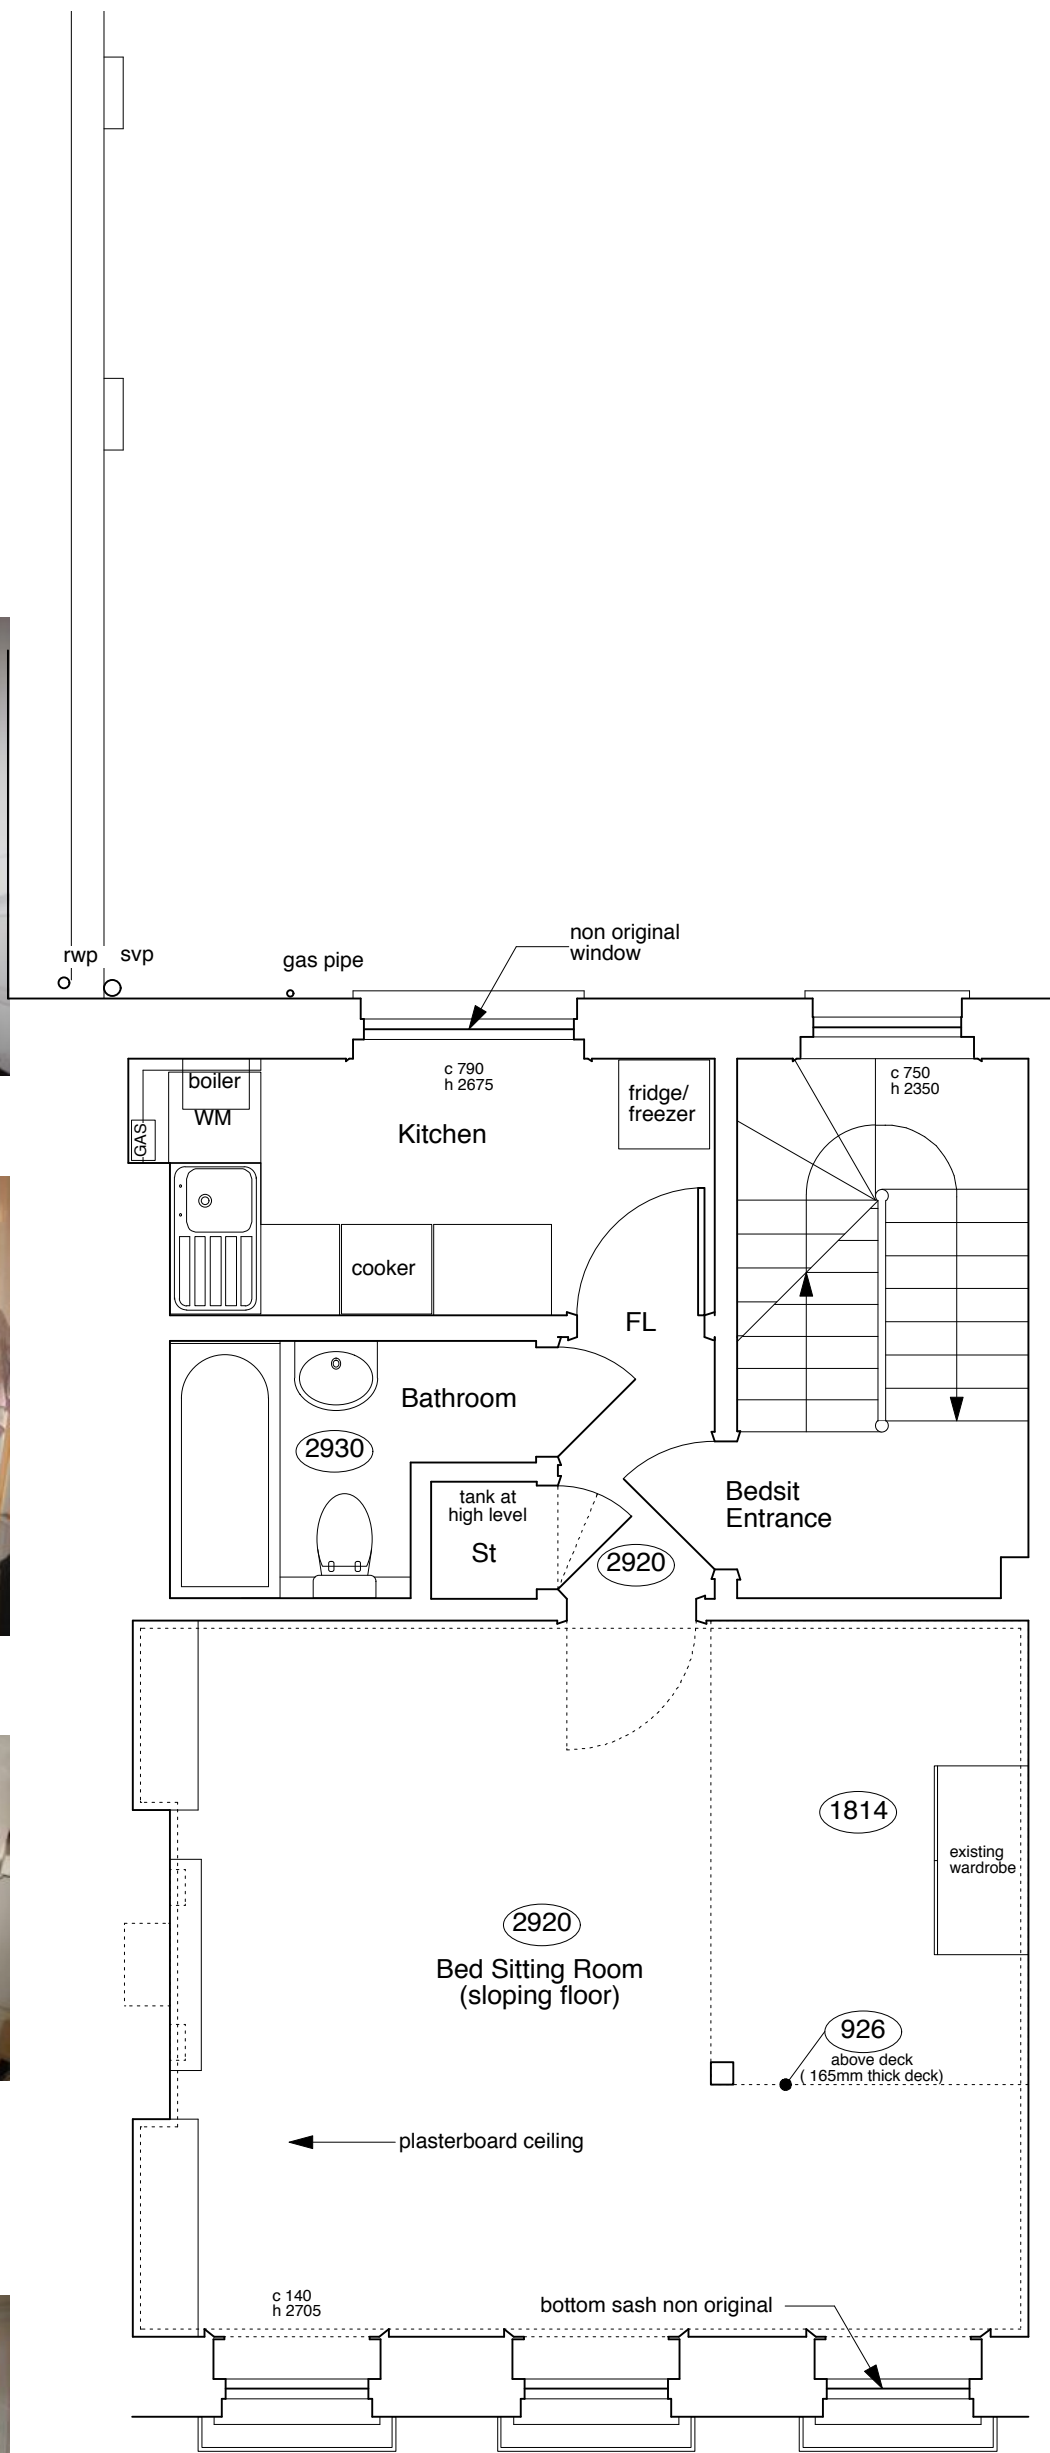 non original
window
rwp
svp
gas pipe
c 790
h 2675
c 750
h 2350
boiler
WM
GAS
fridge/
freezer
Kitchen
cooker
FL
Bathroom
2930
tank at
high level
St
Bedsit
Entrance
2920
1814
existing
wardrobe
2920
Bed Sitting Room
(sloping floor)
926
above deck
( 165mm thick deck)
plasterboard ceiling
c 140
h 2705
bottom sash non original